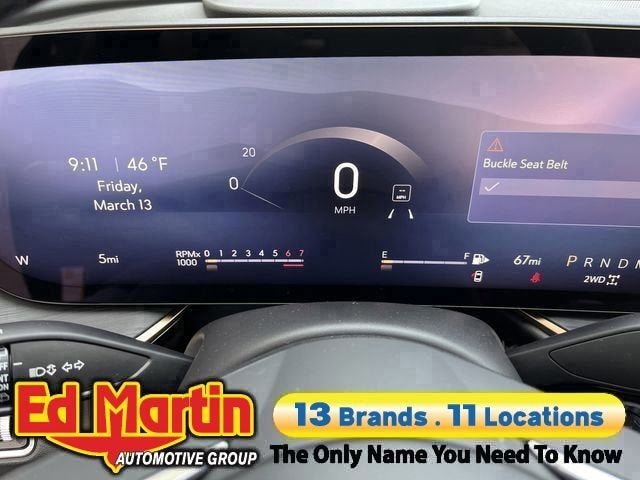 9:11 | 46 °F
Friday,
March 13
20
0
0
MPH
--
MPH
Buckle Seat Belt
W
5mi
RPMx
1000
0 1 2 3 4 5 6 7
E
F
67mi
P R N D M
2WD
OFF
Ed Martin
AUTOMOTIVE GROUP
13 Brands . 11 Locations
The Only Name You Need To Know